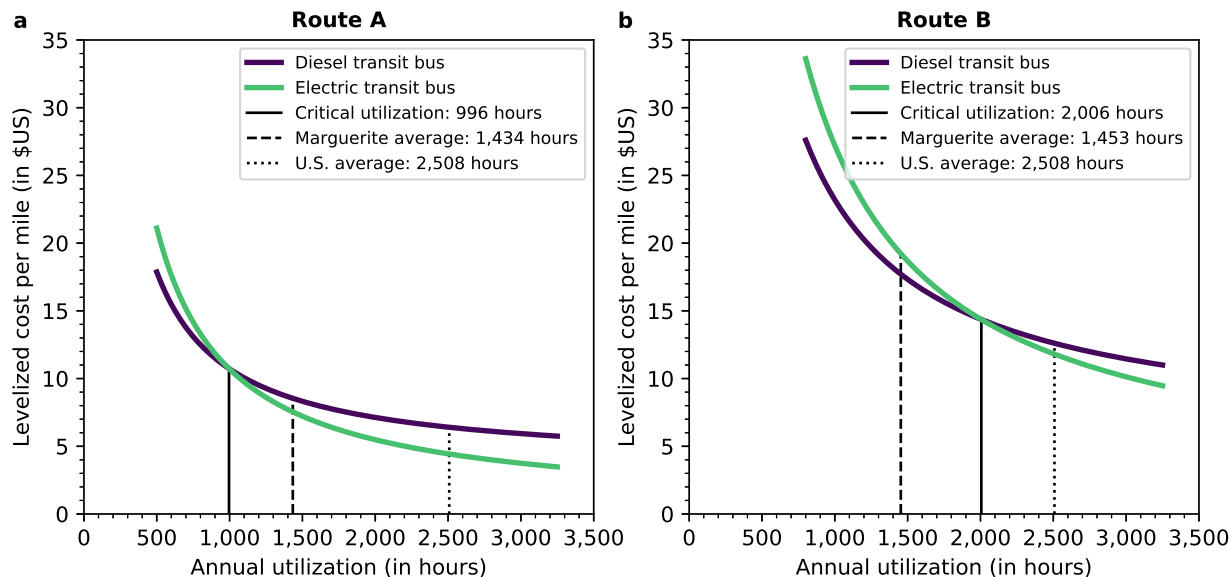 a
Route A
35
30
25
20
15
10
5
0
Levelized cost per mile (in $US)
Diesel transit bus
Electric transit bus
Critical utilization: 996 hours
Marguerite average: 1,434 hours
U.S. average: 2,508 hours
0 500 1,000 1,500 2,000 2,500 3,000 3,500
Annual utilization (in hours)
b
Route B
35
30
25
20
15
10
5
0
Levelized cost per mile (in $US)
Diesel transit bus
Electric transit bus
Critical utilization: 2,006 hours
Marguerite average: 1,453 hours
U.S. average: 2,508 hours
0 500 1,000 1,500 2,000 2,500 3,000 3,500
Annual utilization (in hours)